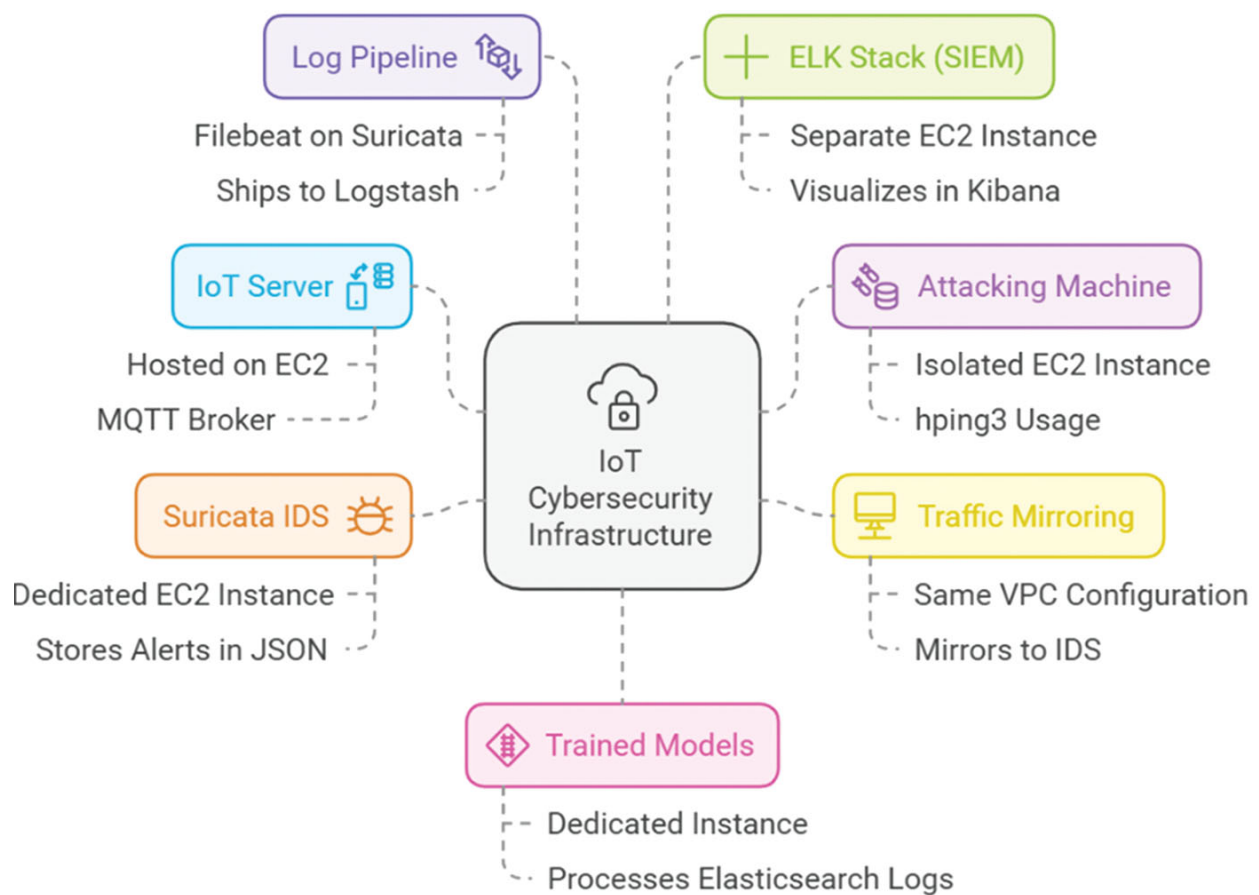 Log Pipeline
Filebeat on Suricata
Ships to Logstash
ELK Stack (SIEM)
Separate EC2 Instance
Visualizes in Kibana
IoT Server
Hosted on EC2
MQTT Broker
Attacking Machine
Isolated EC2 Instance
hping3 Usage
IoT
Cybersecurity
Infrastructure
Suricata IDS
Dedicated EC2 Instance
Stores Alerts in JSON
Traffic Mirroring
Same VPC Configuration
Mirrors to IDS
Trained Models
Dedicated Instance
Processes Elasticsearch Logs